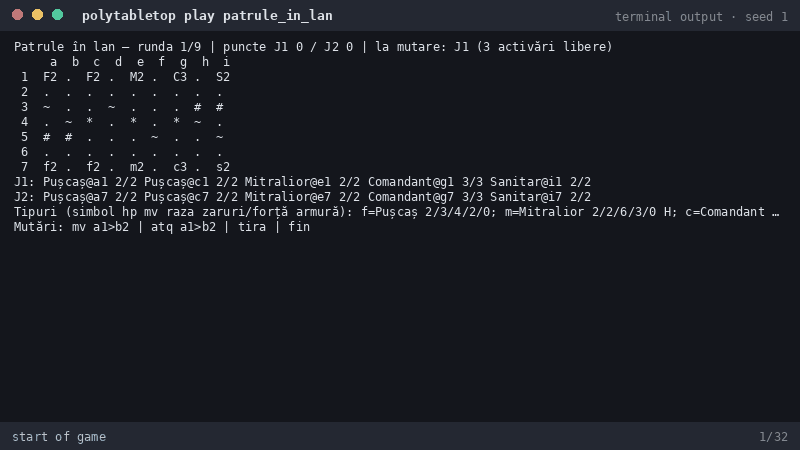 polytabletop play patrule_in_lan
terminal output · seed 1
Patrule în lan — runda 1/9 | puncte J1 0 / J2 0 | la mutare: J1 (3 activări libere)
a b c d e f g h i
1 F2 . F2 . M2 . C3 . S2
2 . . . . . . . . .
3 ~ . . ~ . . . # #
4 . ~ * . * . * ~ .
5 # # . . . ~ . . ~
6 . . . . . . . . .
7 f2 . f2 . m2 . c3 . s2
J1: Pușcaș@a1 2/2 Pușcaș@c1 2/2 Mitralior@e1 2/2 Comandant@g1 3/3 Sanitar@i1 2/2
J2: Pușcaș@a7 2/2 Pușcaș@c7 2/2 Mitralior@e7 2/2 Comandant@g7 3/3 Sanitar@i7 2/2
Tipuri (simbol hp mv raza zaruri/forță armură): f=Pușcaș 2/3/4/2/0; m=Mitralior 2/2/6/3/0 H; c=Comandant …
Mutări: mv a1>b2 | atq a1>b2 | tira | fin
start of game
1/32